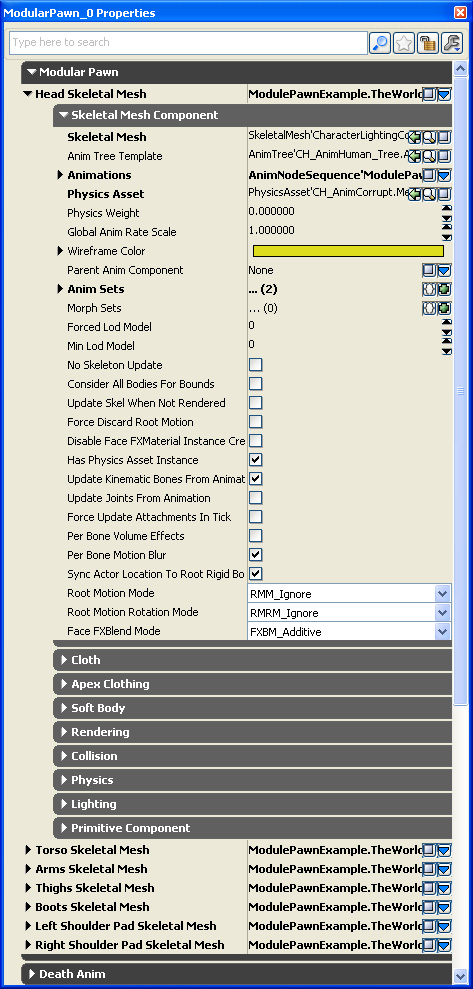 ModularPawn_0 Properties
Type here to search
Modular Pawn
Head Skeletal Mesh ModulePawnExample.TheWorld
Skeletal Mesh Component
Skeletal Mesh SkeletalMesh'CharacterLightingCo
Anim Tree Template AnimTree'CH_AnimHuman_Tree.A
Animations AnimNodeSequence'ModulePaw
Physics Asset PhysicsAsset'CH_AnimCorrupt.Me
Physics Weight 0.000000
Global Anim Rate Scale 1.000000
Wireframe Color
Parent Anim Component None
Anim Sets ... (2)
Morph Sets ... (0)
Forced Lod Model 0
Min Lod Model 0
No Skeleton Update
Consider All Bodies For Bounds
Update Skel When Not Rendered
Force Discard Root Motion
Disable Face FXMaterial Instance Cre
Has Physics Asset Instance
Update Kinematic Bones From Animat
Update Joints From Animation
Force Update Attachments In Tick
Per Bone Volume Effects
Per Bone Motion Blur
Sync Actor Location To Root Rigid Bo
Root Motion Mode RMM_Ignore
Root Motion Rotation Mode RMRM_Ignore
Face FXBlend Mode FXBM_Additive
Cloth
Apex Clothing
Soft Body
Rendering
Collision
Physics
Lighting
Primitive Component
Torso Skeletal Mesh ModulePawnExample.TheWorld
Arms Skeletal Mesh ModulePawnExample.TheWorld
Thighs Skeletal Mesh ModulePawnExample.TheWorld
Boots Skeletal Mesh ModulePawnExample.TheWorld
Left Shoulder Pad Skeletal Mesh ModulePawnExample.TheWorld
Right Shoulder Pad Skeletal Mesh ModulePawnExample.TheWorld
Death Anim